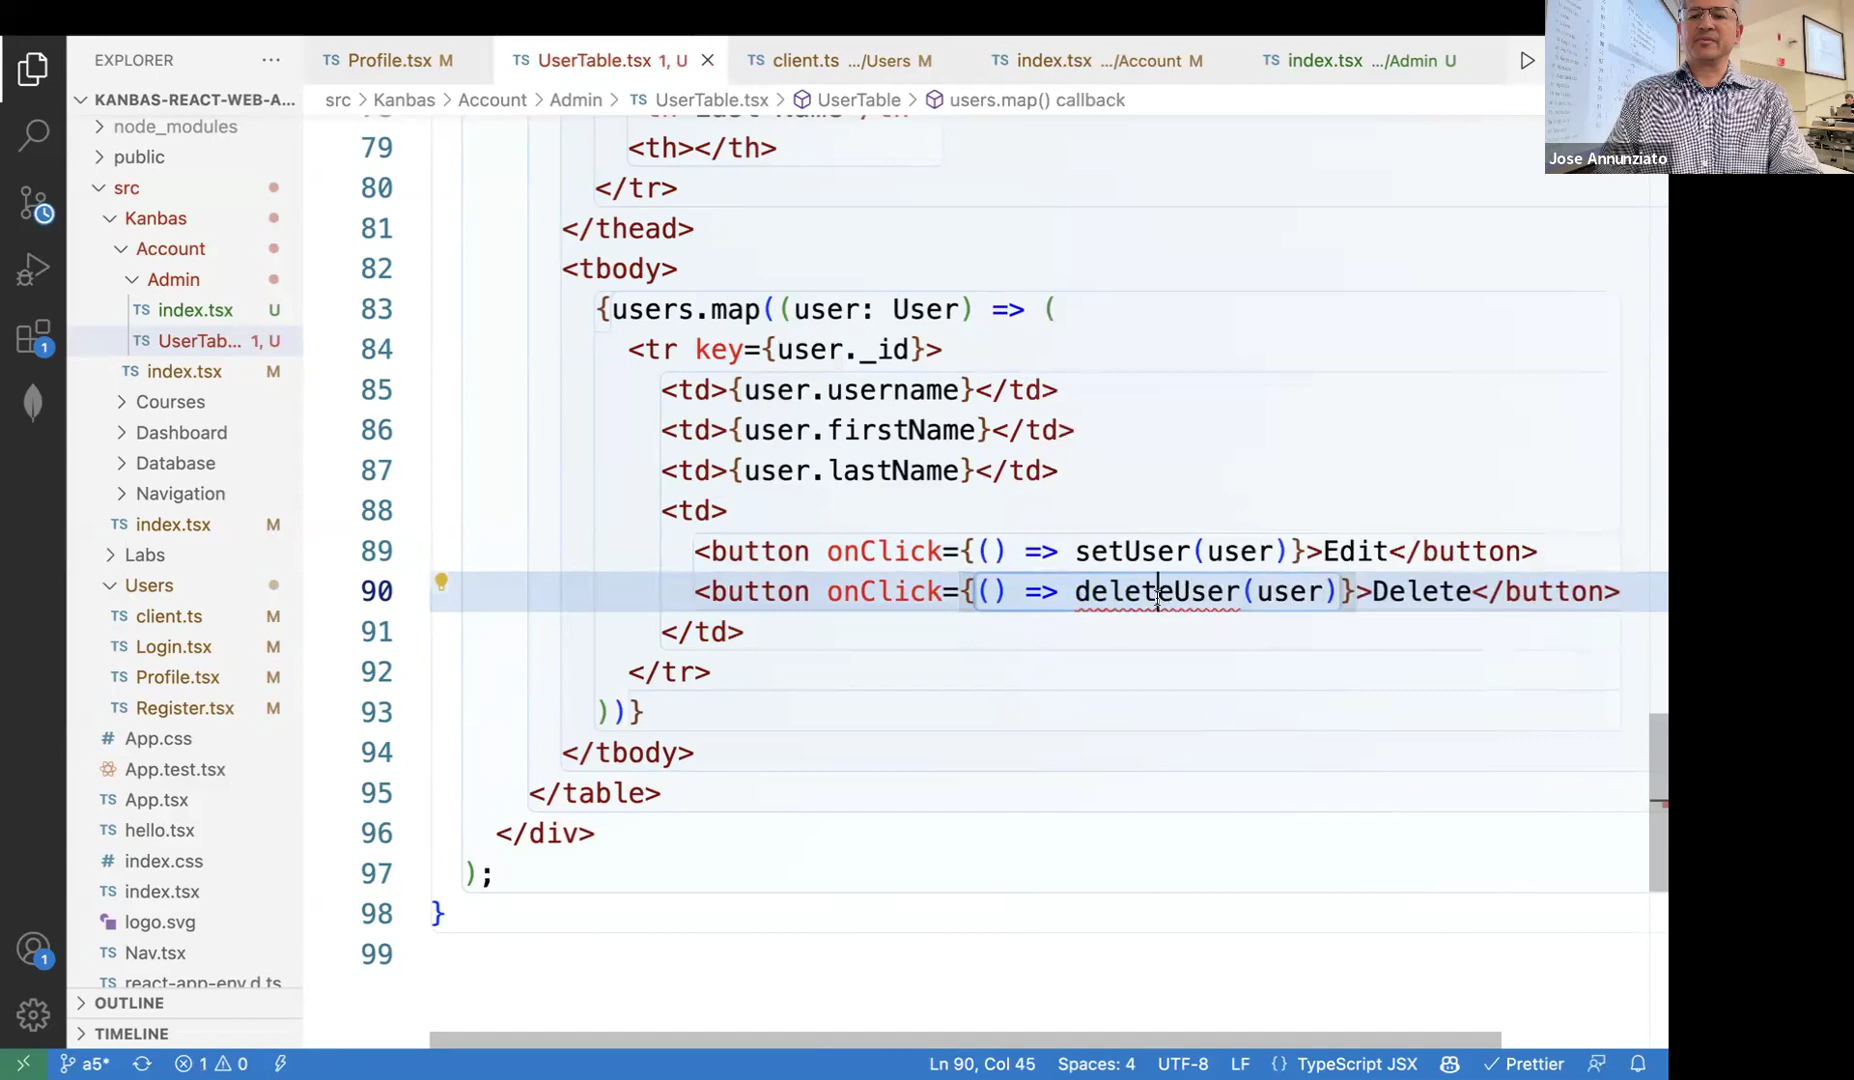 EXPLORER
KANBAS-REACT-WEB-A...
node_modules
public
src
Kanbas
Account
Admin
TS index.tsx U
TS UserTab... 1, U
TS index.tsx M
Courses
Dashboard
Database
Navigation
TS index.tsx M
Labs
Users
TS client.ts M
TS Login.tsx M
TS Profile.tsx M
TS Register.tsx M
# App.css
App.test.tsx
TS App.tsx
TS hello.tsx
# index.css
TS index.tsx
logo.svg
TS Nav.tsx
TS react-app-env.d.ts
OUTLINE
TIMELINE
TS Profile.tsx M
TS UserTable.tsx 1, U
TS client.ts .../Users M
TS index.tsx .../Account M
TS index.tsx .../Admin U
src > Kanbas > Account > Admin > TS UserTable.tsx > UserTable > users.map() callback
79 <th></th>
80 </tr>
81 </thead>
82 <tbody>
83 {users.map((user: User) => (
84 <tr key={user._id}>
85 <td>{user.username}</td>
86 <td>{user.firstName}</td>
87 <td>{user.lastName}</td>
88 <td>
89 <button onClick={() => setUser(user)}>Edit</button>
90 <button onClick={() => deleteUser(user)}>Delete</button>
91 </td>
92 </tr>
93 ))}
94 </tbody>
95 </table>
96 </div>
97 );
98 }
99
Jose Annunziato
1
1
a5* 1 0 Ln 90, Col 45 Spaces: 4 UTF-8 LF {} TypeScript JSX Prettier